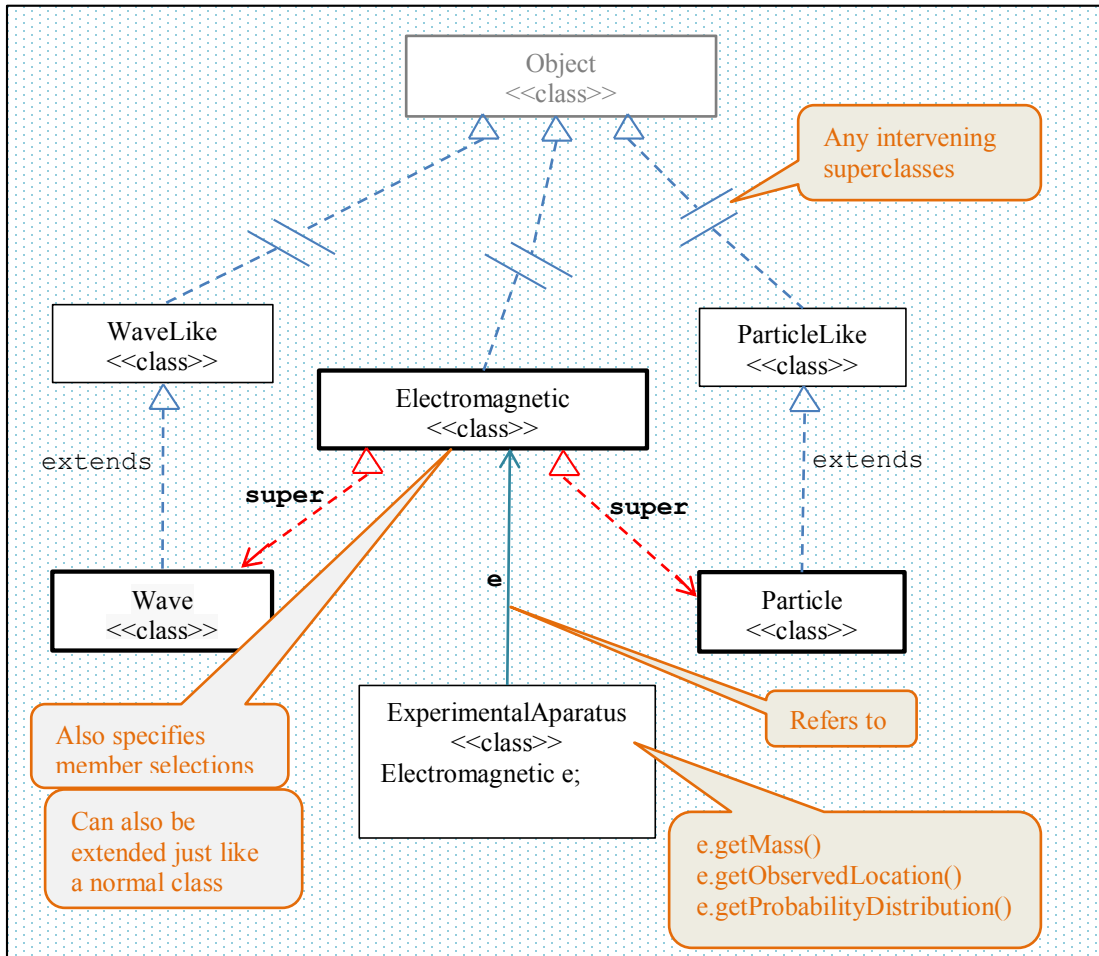 Object
<<class>>
Any intervening
superclasses
WaveLike
<<class>>
ParticleLike
<<class>>
Electromagnetic
<<class>>
extends
extends
super
super
e
Wave
<<class>>
Particle
<<class>>
ExperimentalAparatus
<<class>>
Electromagnetic e;
Refers to
Also specifies
member selections
Can also be
extended just like
a normal class
e.getMass()
e.getObservedLocation()
e.getProbabilityDistribution()